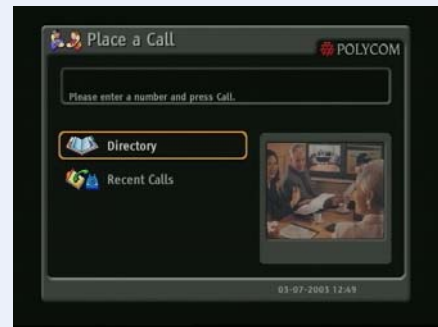 Place a Call
POLYCOM
Please enter a number and press Call.
Directory
Recent Calls
03-07-2003 12:49